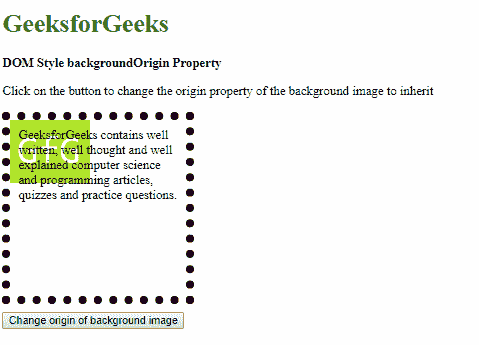 GeeksforGeeks
DOM Style backgroundOrigin Property
Click on the button to change the origin property of the background image to inherit
GfG
GeeksforGeeks contains well
written, well thought and well
explained computer science
and programming articles,
quizzes and practice questions.
Change origin of background image